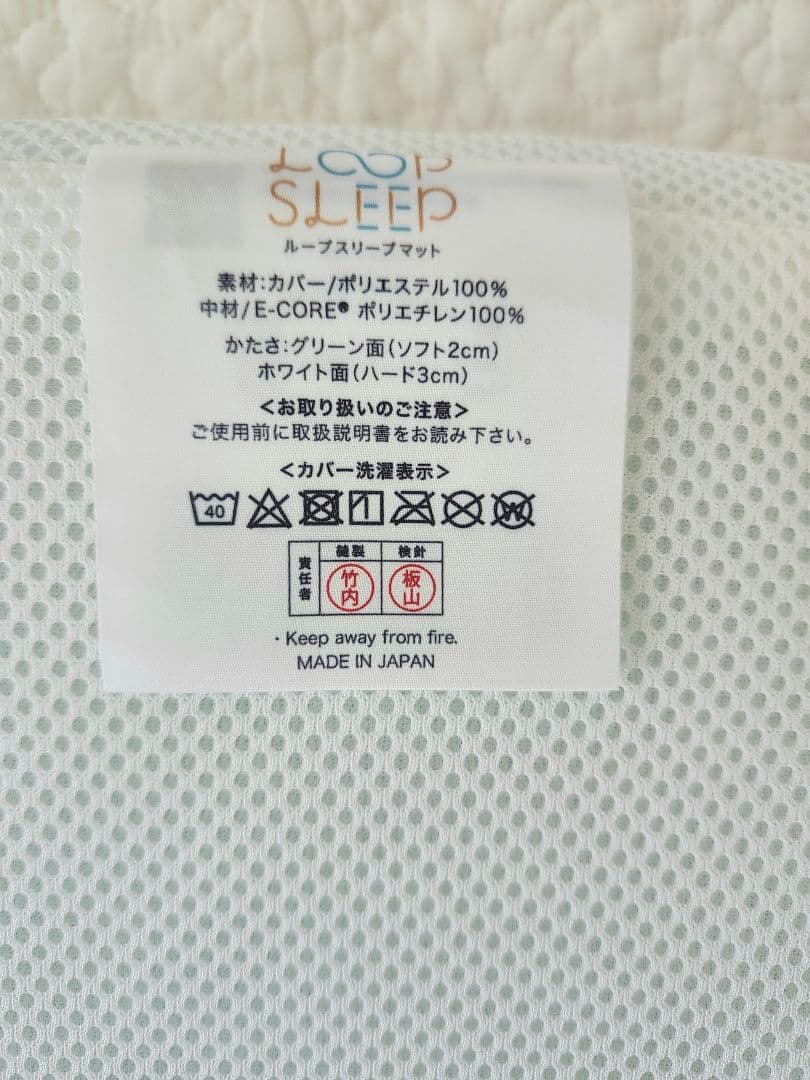 LOOP
SLEEP
ループスリープマット
素材:カバー/ポリエステル100%
中材/E-CORE® ポリエチレン100%
かたさ:グリーン面(ソフト2cm)
ホワイト面(ハード3cm)
<お取り扱いのご注意>
ご使用前に取扱説明書をお読み下さい。
<カバー洗濯表示>
40 W
責任者 縫製 検針
竹内 板山
・Keep away from fire.
MADE IN JAPAN